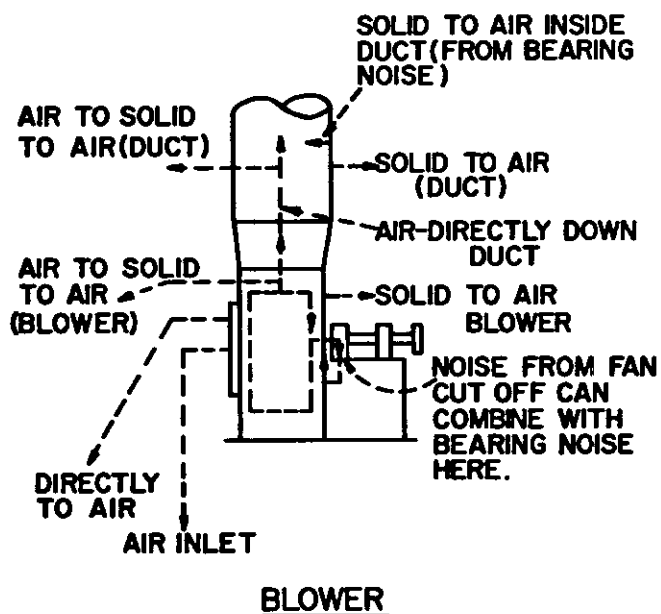 SOLID TO AIR INSIDE
DUCT(FROM BEARING
NOISE)
AIR TO SOLID
TO AIR(DUCT)
SOLID TO AIR
(DUCT)
AIR-DIRECTLY DOWN
DUCT
AIR TO SOLID
TO AIR
(BLOWER)
SOLID TO AIR
BLOWER
NOISE FROM FAN
CUT OFF CAN
COMBINE WITH
BEARING NOISE
HERE.
DIRECTLY
TO AIR
AIR INLET
BLOWER